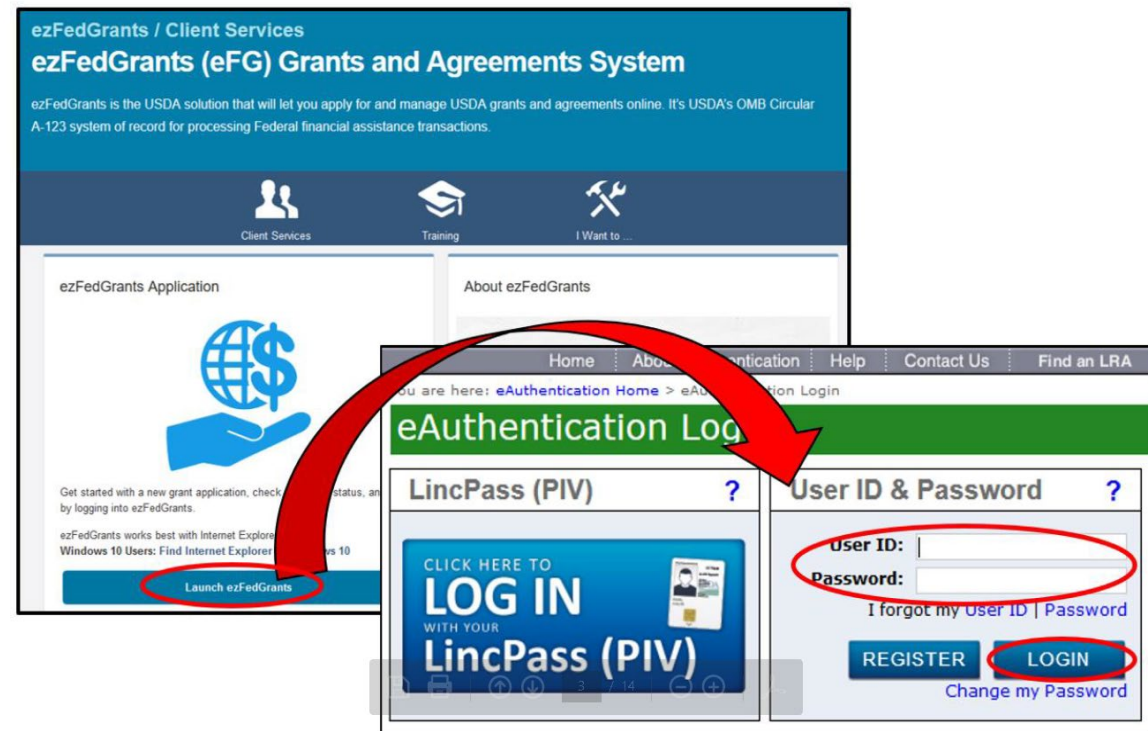 ezFedGrants / Client Services
ezFedGrants (eFG) Grants and Agreements System
ezFedGrants is the USDA solution that will let you apply for and manage USDA grants and agreements online. It's USDA's OMB Circular
A-123 system of record for processing Federal financial assistance transactions.
Client Services
Training
I Want to ...
ezFedGrants Application
About ezFedGrants
Get started with a new grant application, check status, an
by logging into ezFedGrants.
ezFedGrants works best with Internet Explore
Windows 10 Users: Find Internet Explorer ws 10
Launch ezFedGrants
Home
Help
Contact Us
Find an LRA
ou are here: eAuthentication Home > eAu tion Login
eAuthentication Log
LincPass (PIV) ?
CLICK HERE TO
LOG IN
WITH YOUR
LincPass (PIV)
User ID & Password ?
User ID:
Password:
I forgot my User ID | Password
REGISTER
LOGIN
Change my Password
3 / 14